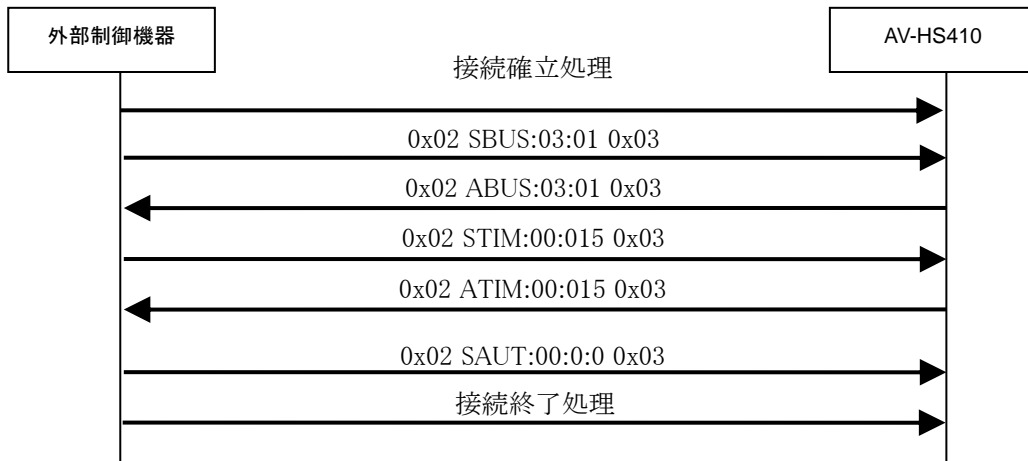 外部制御機器
AV-HS410
接続確立処理
0x02 SBUS:03:01 0x03
0x02 ABUS:03:01 0x03
0x02 STIM:00:015 0x03
0x02 ATIM:00:015 0x03
0x02 SAUT:00:0:0 0x03
接続終了処理